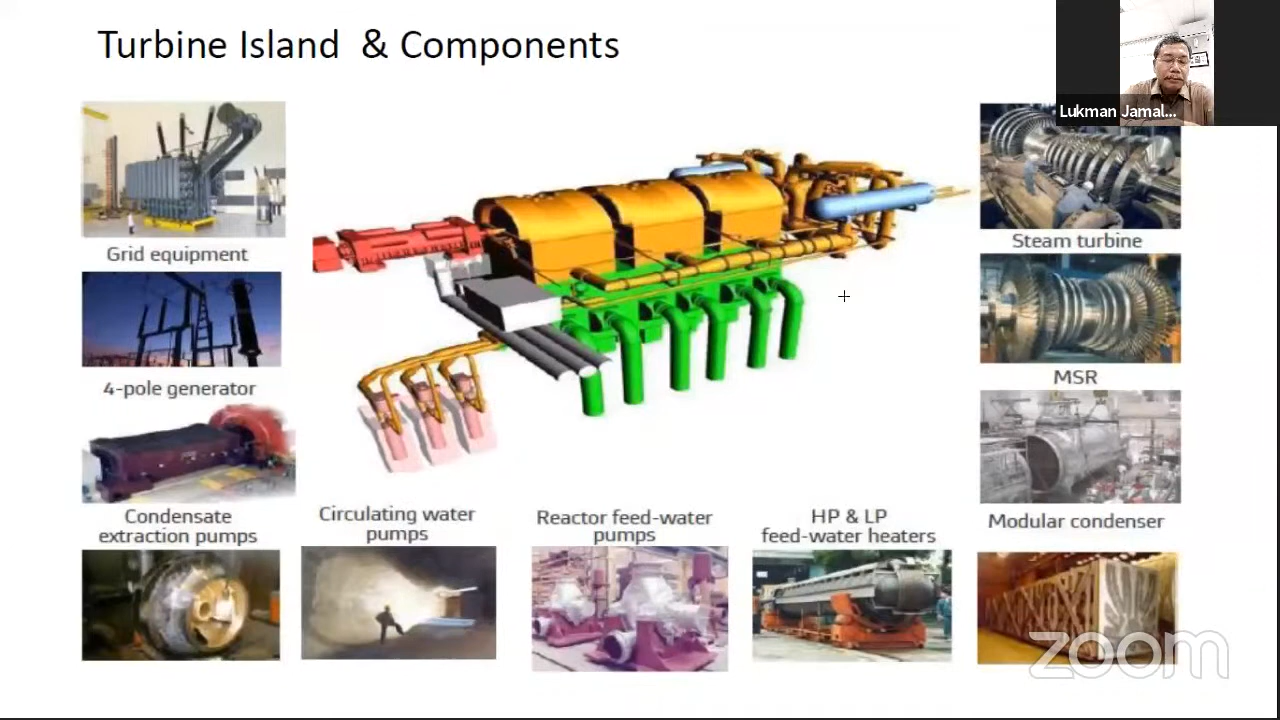 Turbine Island & Components
Lukman Jamal...
Grid equipment
Steam turbine
4-pole generator
MSR
Condensate
extraction pumps
Circulating water
pumps
Reactor feed-water
pumps
HP & LP
feed-water heaters
Modular condenser
zoom